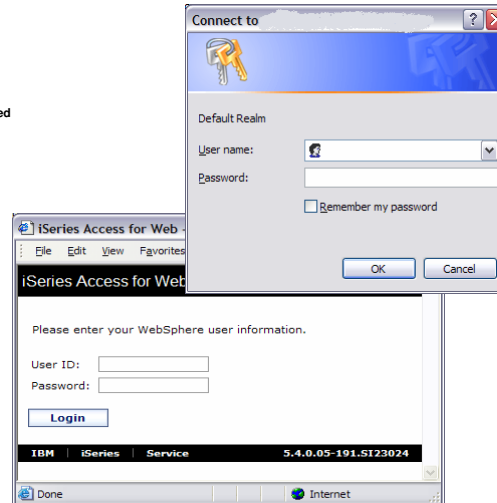 Connect to
ed
Default Realm
User name:
Password:
Remember my password
OK Cancel
iSeries Access for Web -
File Edit View Favorites
iSeries Access for Web
Please enter your WebSphere user information.
User ID:
Password:
Login
IBM | iSeries | Service 5.4.0.05-191.SI23024
Done Internet